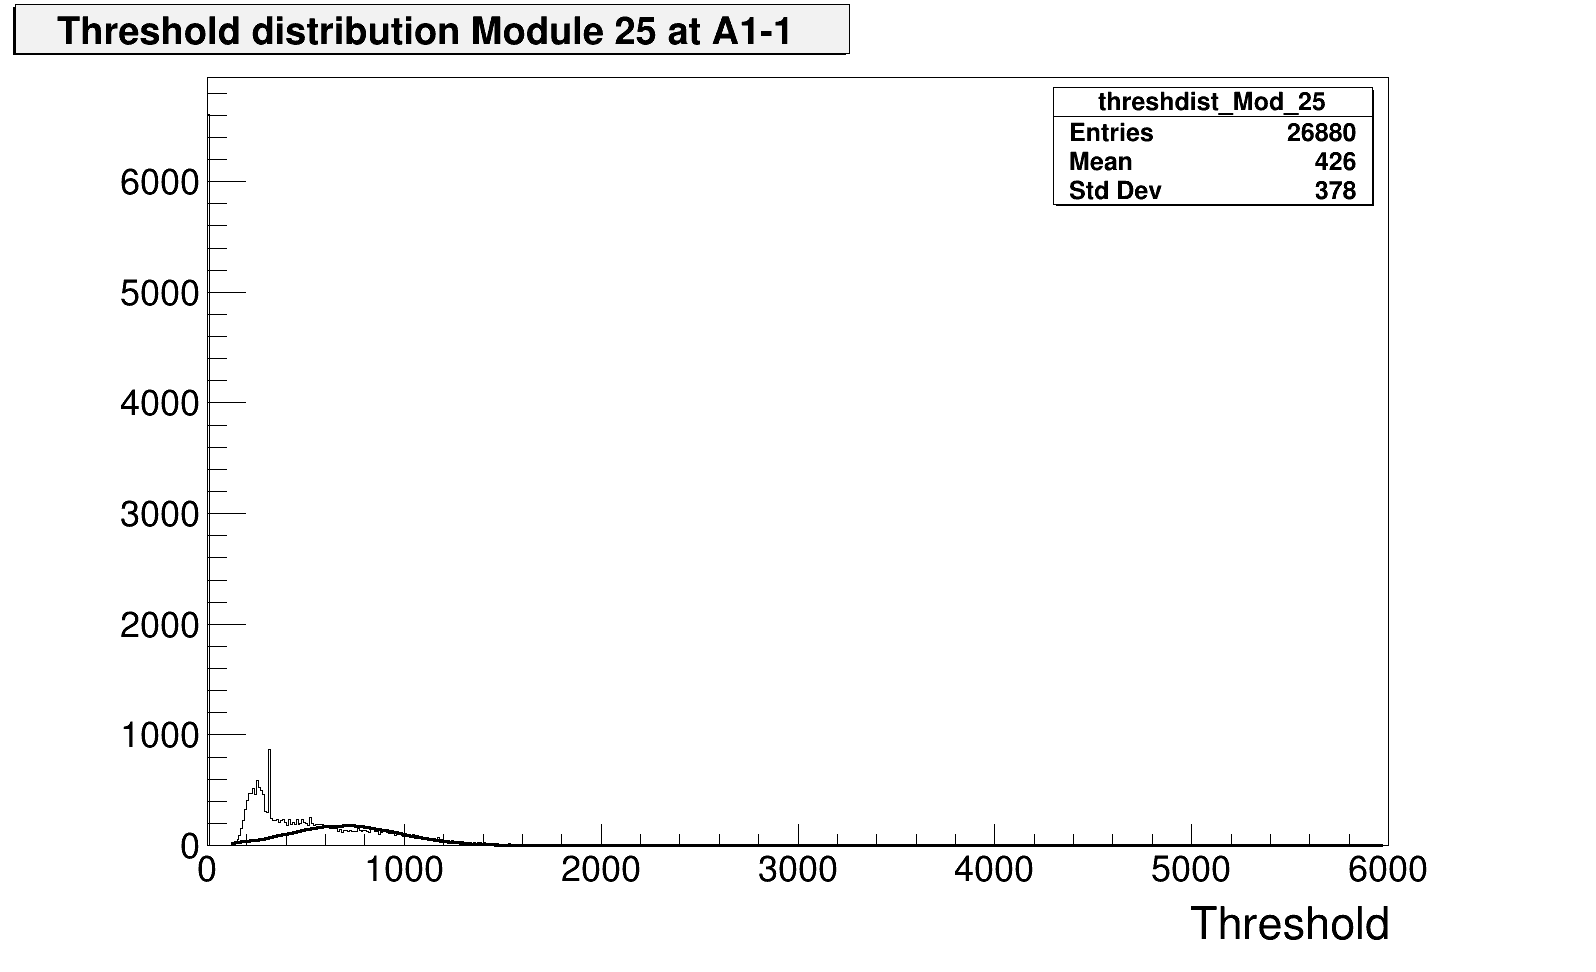 Threshold distribution Module 25 at A1-1
threshdist_Mod_25
Entries 26880
Mean 426
Std Dev 378
6000
5000
4000
3000
2000
1000
0
0 1000 2000 3000 4000 5000 6000
Threshold